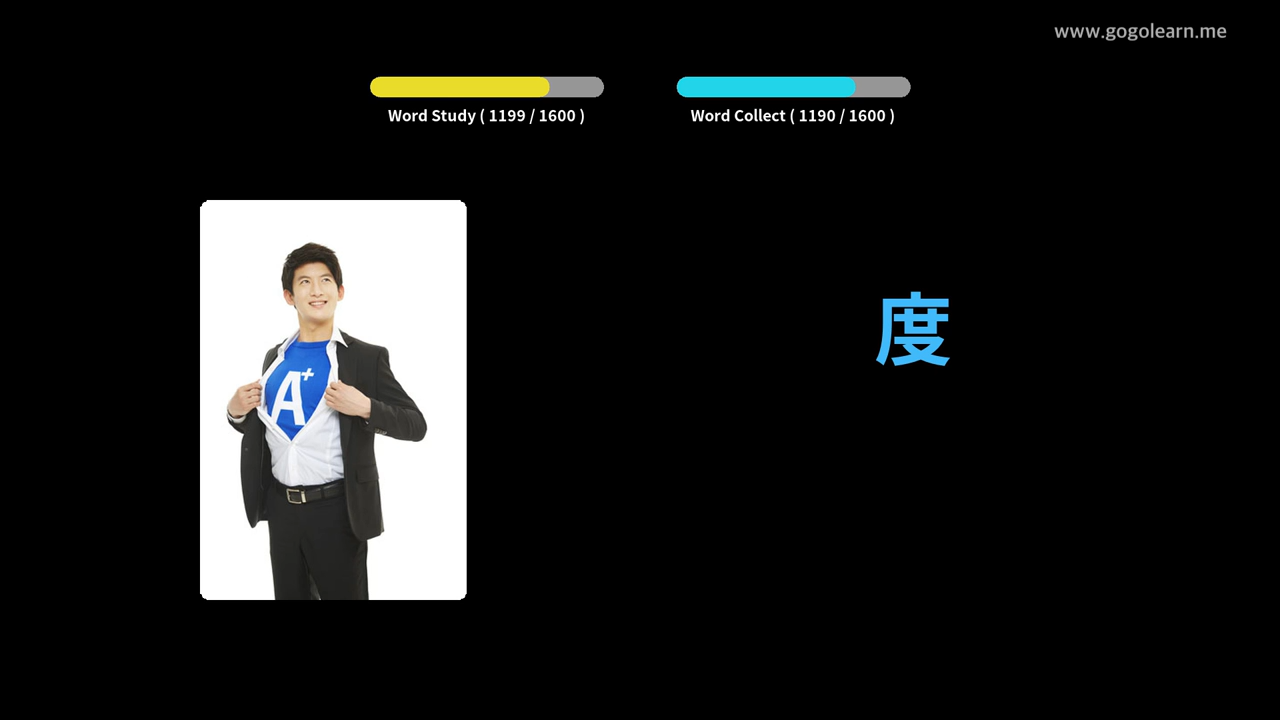 www.gogolearn.me
Word Study ( 1199 / 1600 )
Word Collect ( 1190 / 1600 )
A+
度